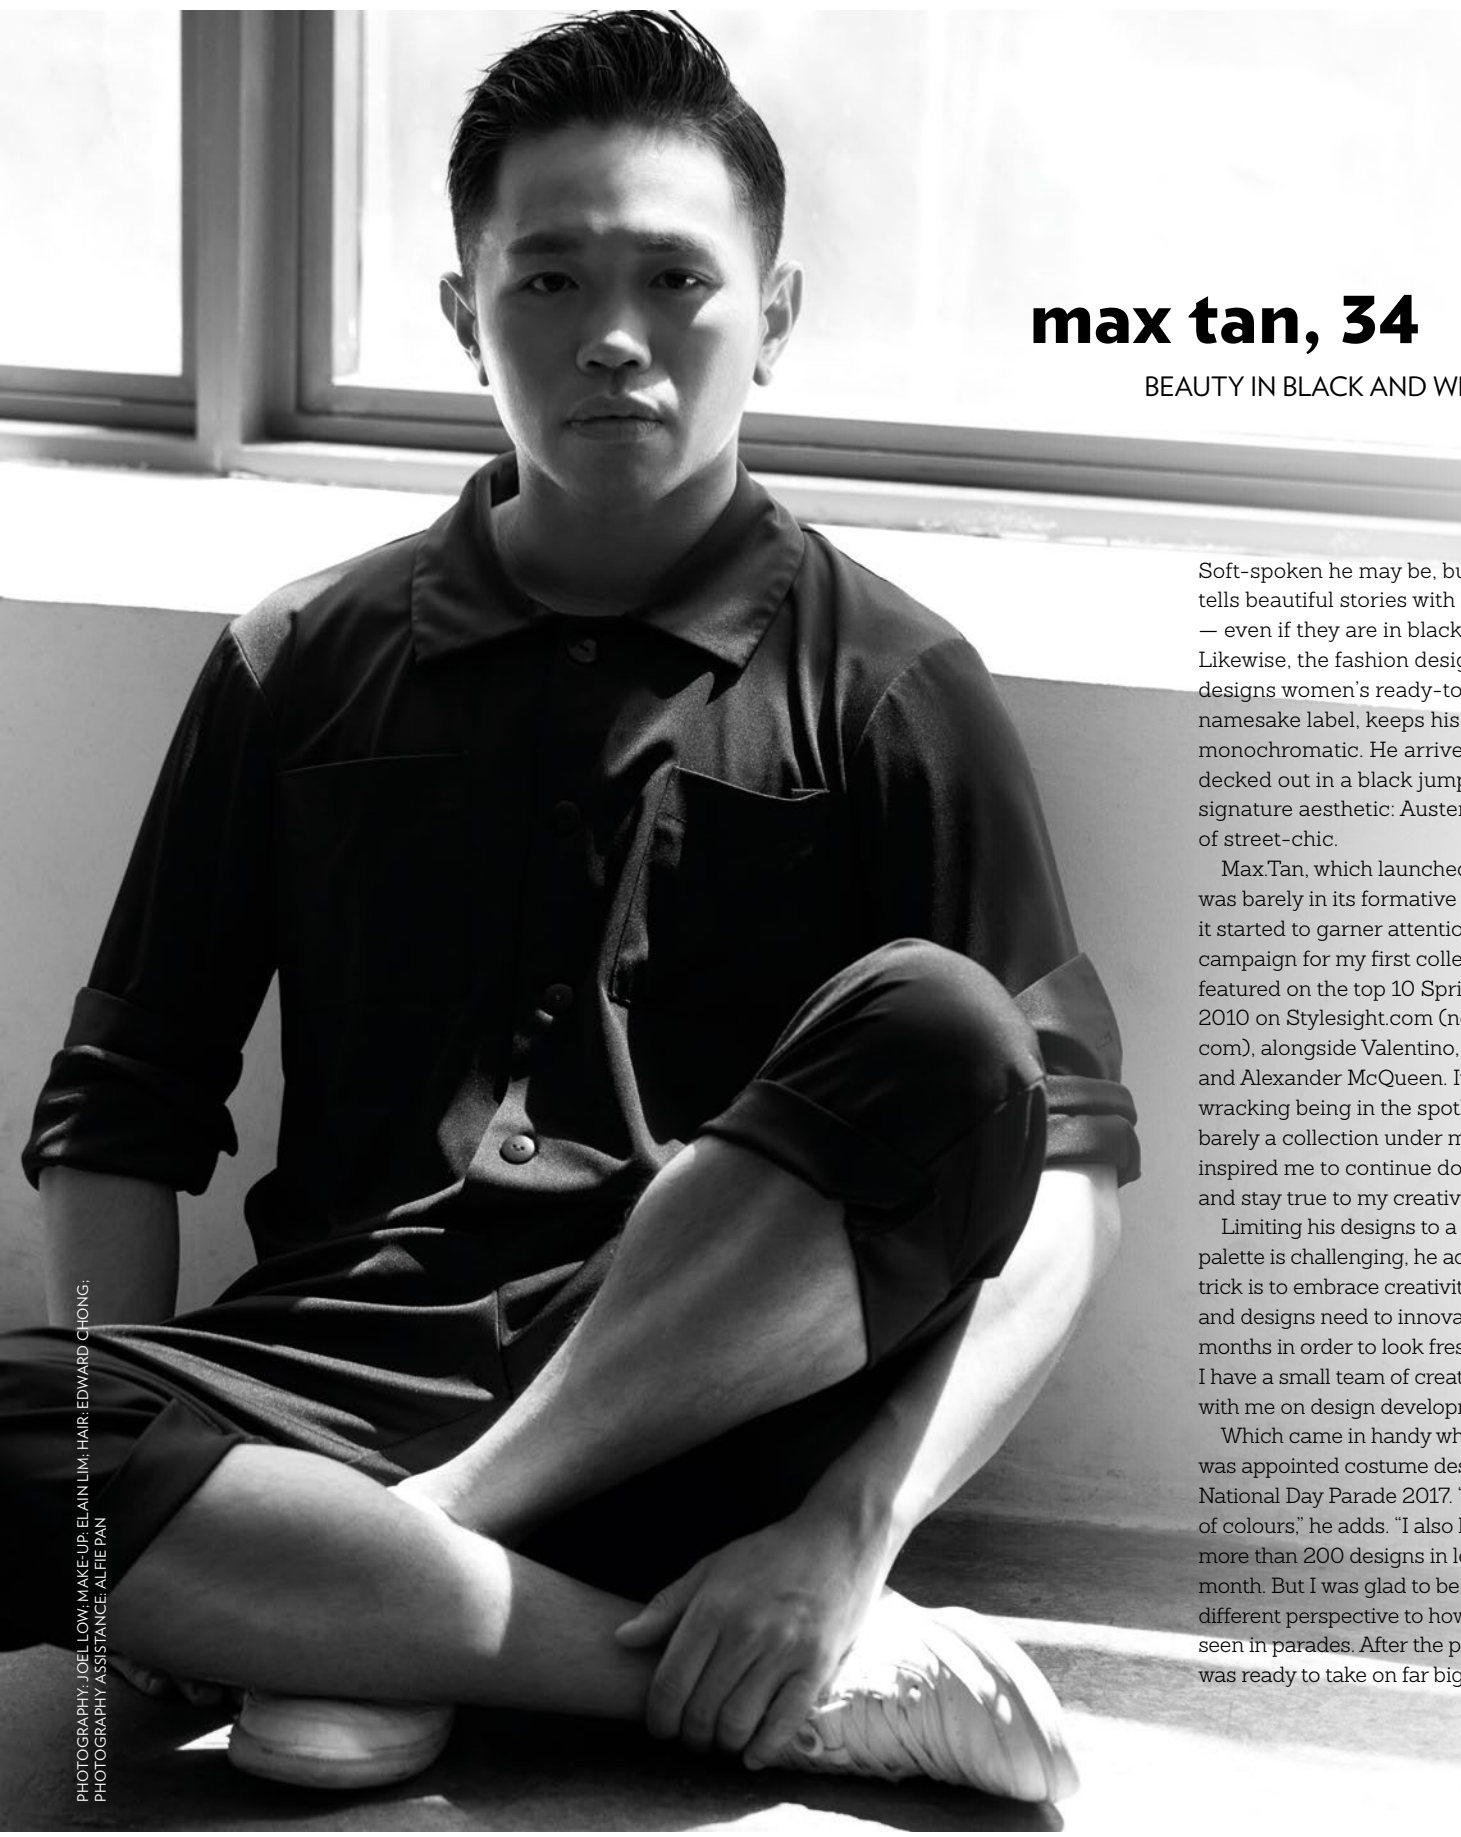 max tan, 34
BEAUTY IN BLACK AND
Soft-spoken he may be,
tells beautiful stories with
— even if they are in black
Likewise, the fashion
designs women’s
namesake label, keeps his
monochromatic. He
decked out in a black
signature aesthetic:
of street-chic.
Max.Tan, which
was barely in its formative
it started to garner
campaign for my first
featured on the top 10
2010 on Stylesight.com
com), alongside Valentino,
and Alexander McQueen.
wracking being in the
barely a collection under
inspired me to continue
and stay true to my
Limiting his designs to a
palette is challenging, he
trick is to embrace
and designs need to
months in order to look
I have a small team of
with me on design
Which came in handy
was appointed costume
National Day Parade 2017. “
of colours,” he adds. “I also
more than 200 designs in
month. But I was glad to be
different perspective to
seen in parades. After the
was ready to take on far
PHOTOGRAPHY: JOEL LOW; MAKE-UP: ELAIN LIM; HAIR: EDWARD CHONG;
PHOTOGRAPHY ASSISTANCE: ALFIE PAN